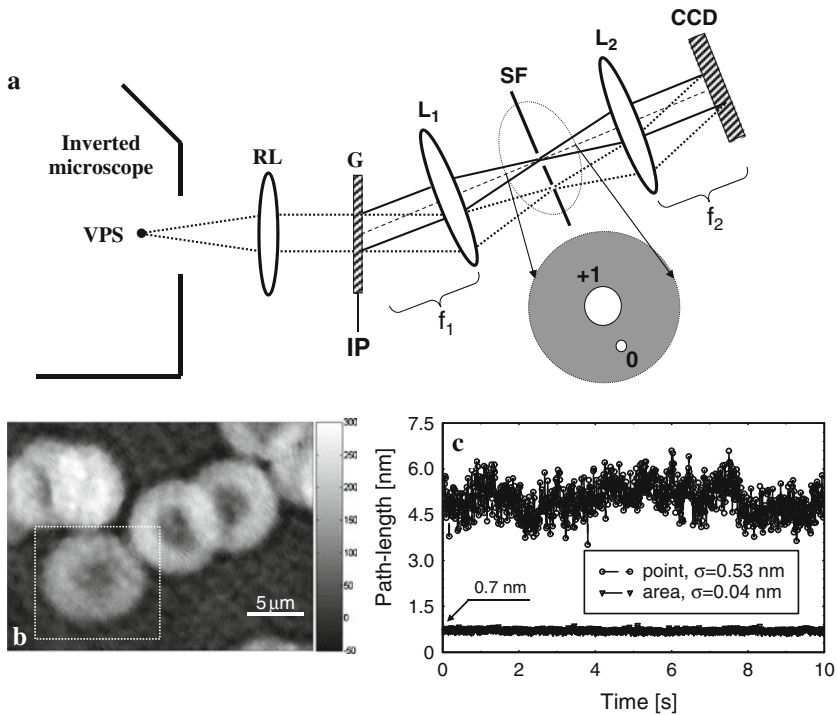 a
Inverted
microscope
VPS
RL
G
IP
L1
f1
SF
L2
f2
CCD
+1
0
b
5 μm
300
250
200
150
100
50
0
-50
c
Path-length [nm]
7.5
6.0
4.5
3.0
1.5
0
point, σ=0.53 nm
area, σ=0.04 nm
0.7 nm
0 2 4 6 8 10
Time [s]